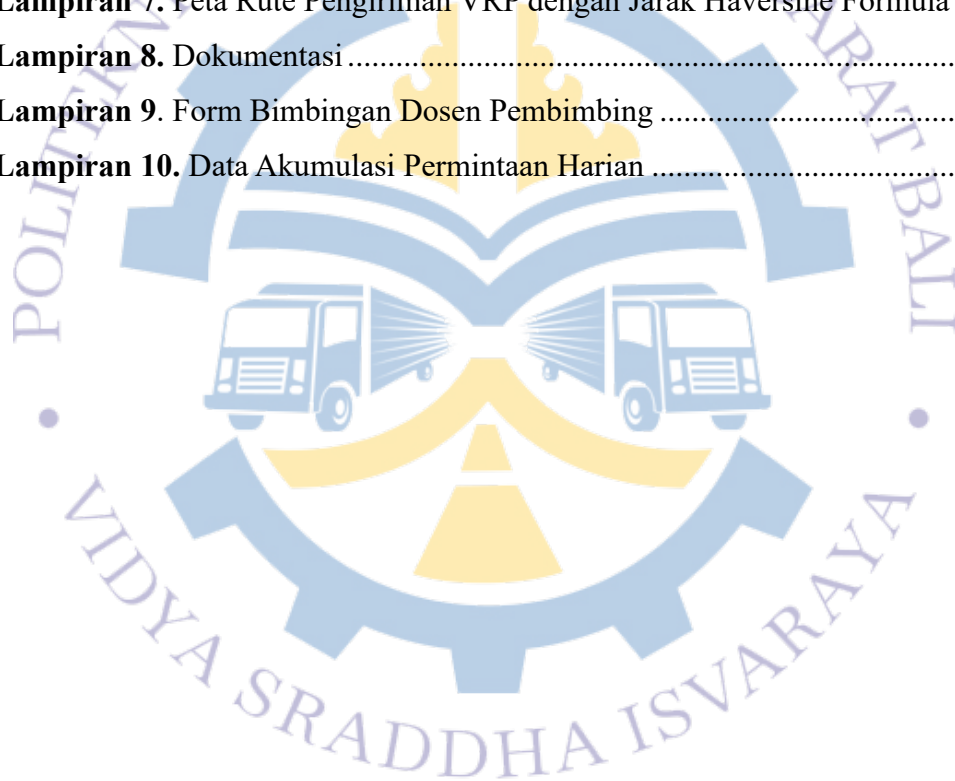 Lampiran 7. Peta Rute Pengiriman VRP dengan Jarak Haversine Formula
Lampiran 8. Dokumentasi ................................................................
Lampiran 9. Form Bimbingan Dosen Pembimbing ................................
Lampiran 10. Data Akumulasi Permintaan Harian .................................
BALI
VIDYA SRADDHA ISVARAYA